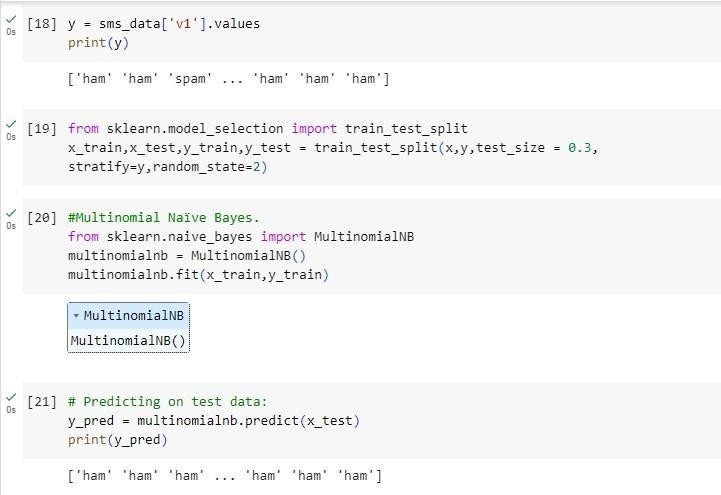 [18] y = sms_data['v1'].values
0s
print(y)
['ham' 'ham' 'spam' ... 'ham' 'ham' 'ham']
[19] from sklearn.model_selection import train_test_split
0s
x_train,x_test,y_train,y_test = train_test_split(x,y,test_size = 0.3,
stratify=y,random_state=2)
[20] #Multinomial Naïve Bayes.
0s
from sklearn.naive_bayes import MultinomialNB
multinomialnb = MultinomialNB()
multinomialnb.fit(x_train,y_train)
▾ MultinomialNB
MultinomialNB()
[21] # Predicting on test data:
0s
y_pred = multinomialnb.predict(x_test)
print(y_pred)
['ham' 'ham' 'ham' ... 'ham' 'ham' 'ham']